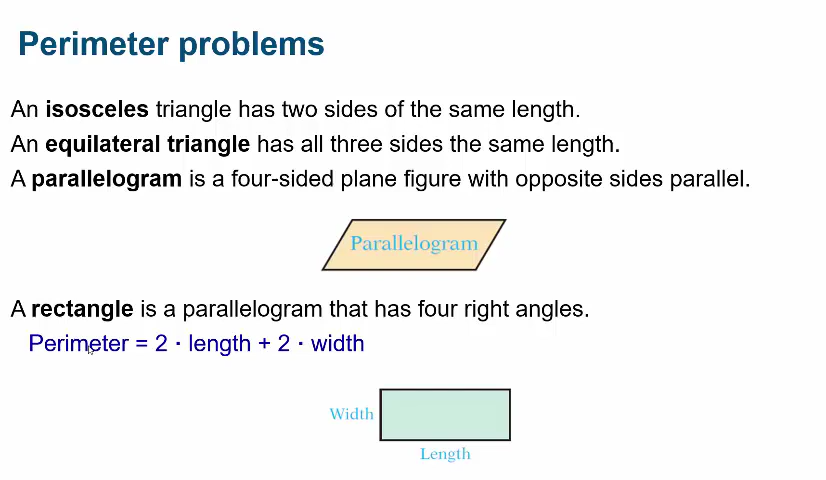 Perimeter problems
An isosceles triangle has two sides of the same length.
An equilateral triangle has all three sides the same length.
A parallelogram is a four-sided plane figure with opposite sides parallel.
Parallelogram
A rectangle is a parallelogram that has four right angles.
Perimeter = 2 · length + 2 · width
Width
Length